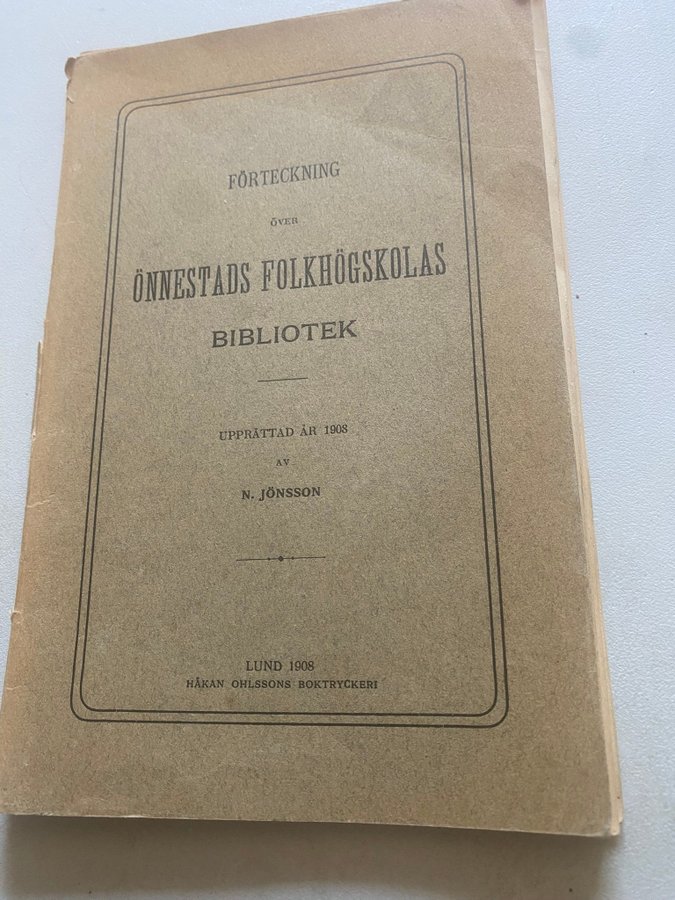 FÖRTECKNING
ÖVER
ÖNNESTADS FOLKHÖGSKOLAS
BIBLIOTEK
UPPRÄTTAD ÅR 1908
AV
N. JÖNSSON
LUND 1908
HÅKAN OHLSSONS BOKTRYCKERI